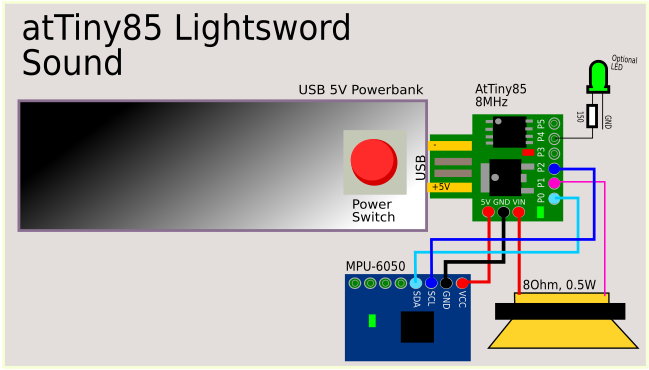 atTiny85 Lightsword
Sound
USB 5V Powerbank
AtTiny85
8MHz
Optional
LED
150
GND
P5
P4
P3
P2
P1
P0
USB
+5V
-
Power
Switch
5V GND VIN
MPU-6050
SDA
SCL
GND
VCC
8Ohm, 0.5W